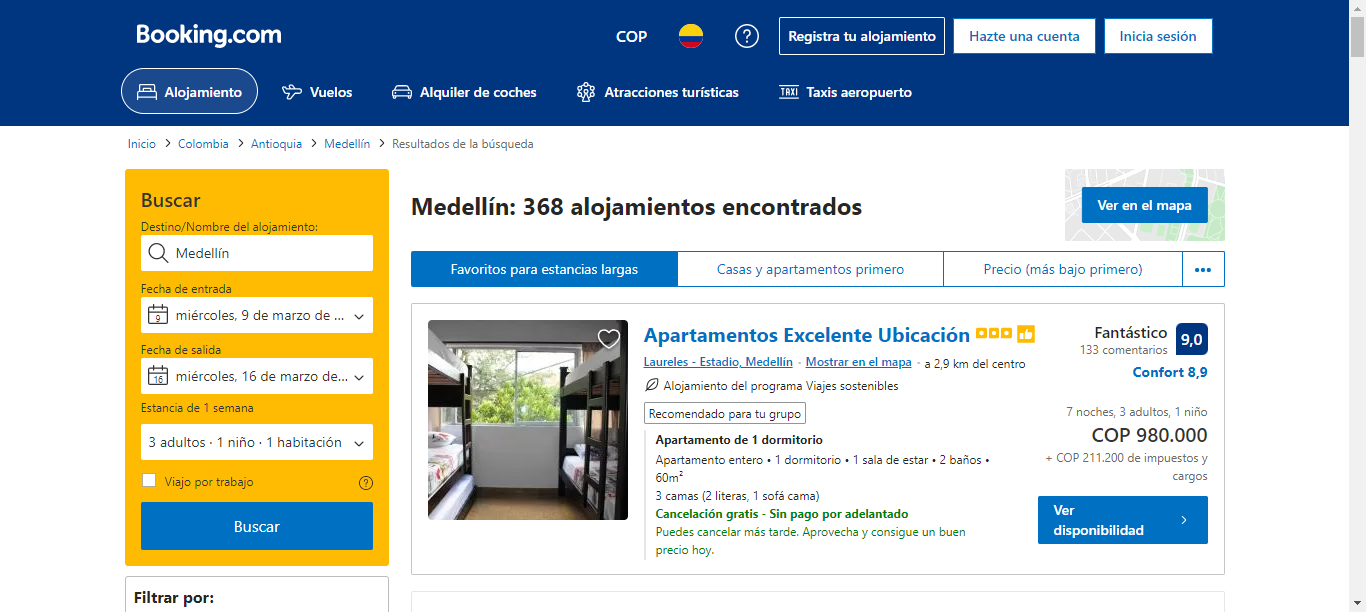 Booking.com
COP
Registra tu alojamiento
Hazte una cuenta
Inicia sesión
Alojamiento
Vuelos
Alquiler de coches
Atracciones turísticas
TAXI
Taxis aeropuerto
Inicio > Colombia > Antioquia > Medellín > Resultados de la búsqueda
Buscar
Destino/Nombre del alojamiento:
Medellín
Fecha de entrada
9
miércoles, 9 de marzo de ...
Fecha de salida
16
miércoles, 16 de marzo de...
Estancia de 1 semana
3 adultos · 1 niño · 1 habitación
Viajo por trabajo
Buscar
Filtrar por:
Medellín: 368 alojamientos encontrados
Ver en el mapa
Favoritos para estancias largas
Casas y apartamentos primero
Precio (más bajo primero)
Apartamentos Excelente Ubicación
Laureles - Estadio, Medellín · Mostrar en el mapa · a 2,9 km del centro
Alojamiento del programa Viajes sostenibles
Recomendado para tu grupo
Apartamento de 1 dormitorio
Apartamento entero • 1 dormitorio • 1 sala de estar • 2 baños •
60m²
3 camas (2 literas, 1 sofá cama)
Cancelación gratis - Sin pago por adelantado
Puedes cancelar más tarde. Aprovecha y consigue un buen
precio hoy.
Fantástico
133 comentarios
9,0
Confort 8,9
7 noches, 3 adultos, 1 niño
COP 980.000
+ COP 211.200 de impuestos y
cargos
Ver
disponibilidad